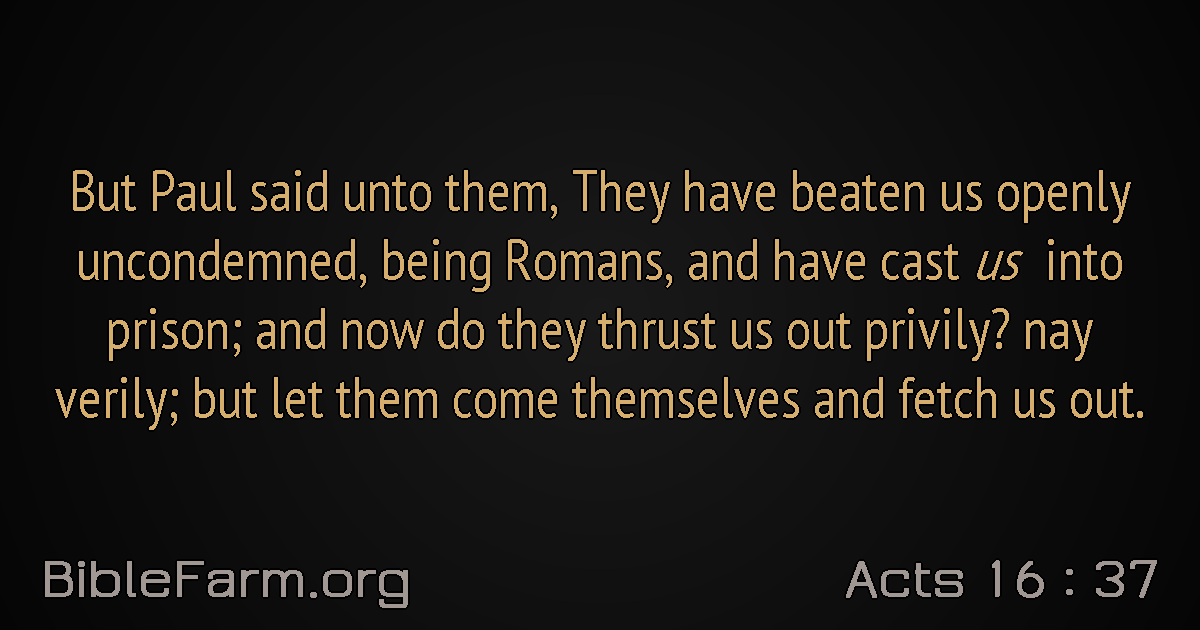 But Paul said unto them, They have beaten us openly
uncondemned, being Romans, and have cast us into
prison; and now do they thrust us out privily? nay
verily; but let them come themselves and fetch us out.
BibleFarm.org
Acts 16 : 37